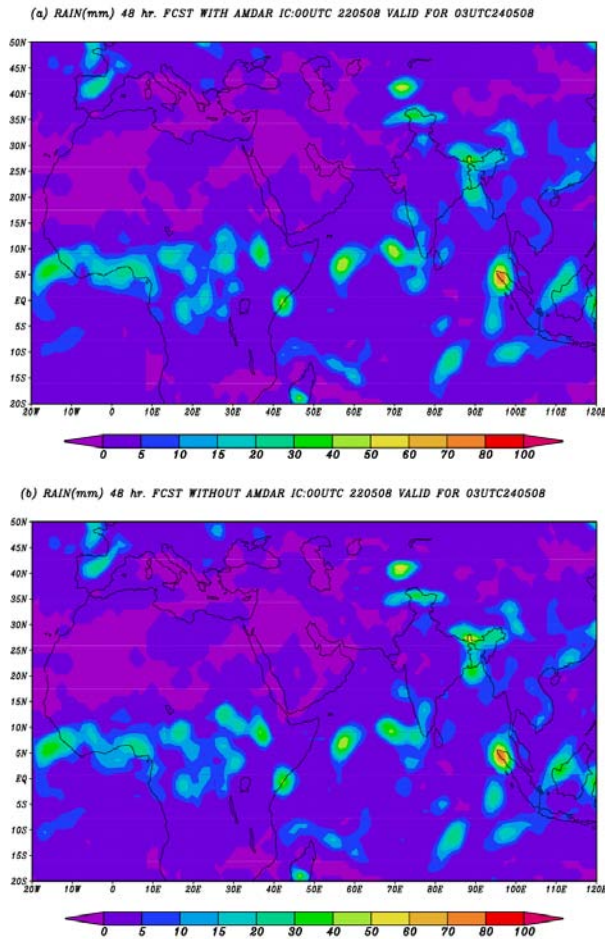 (a) RAIN(mm) 48 hr. FCST WITH AMDAR IC:00UTC 220508 VALID FOR 03UTC240508
50N
45N
40N
35N
30N
25N
20N
15N
10N
5N
EQ
5S
10S
15S
20S
20W 10W 0 10E 20E 30E 40E 50E 60E 70E 80E 90E 100E 110E 120E
0 5 10 15 20 30 40 50 60 70 80 100
(b) RAIN(mm) 48 hr. FCST WITHOUT AMDAR IC:00UTC 220508 VALID FOR 03UTC240508
50N
45N
40N
35N
30N
25N
20N
15N
10N
5N
EQ
5S
10S
15S
20S
20W 10W 0 10E 20E 30E 40E 50E 60E 70E 80E 90E 100E 110E 120E
0 5 10 15 20 30 40 50 60 70 80 100